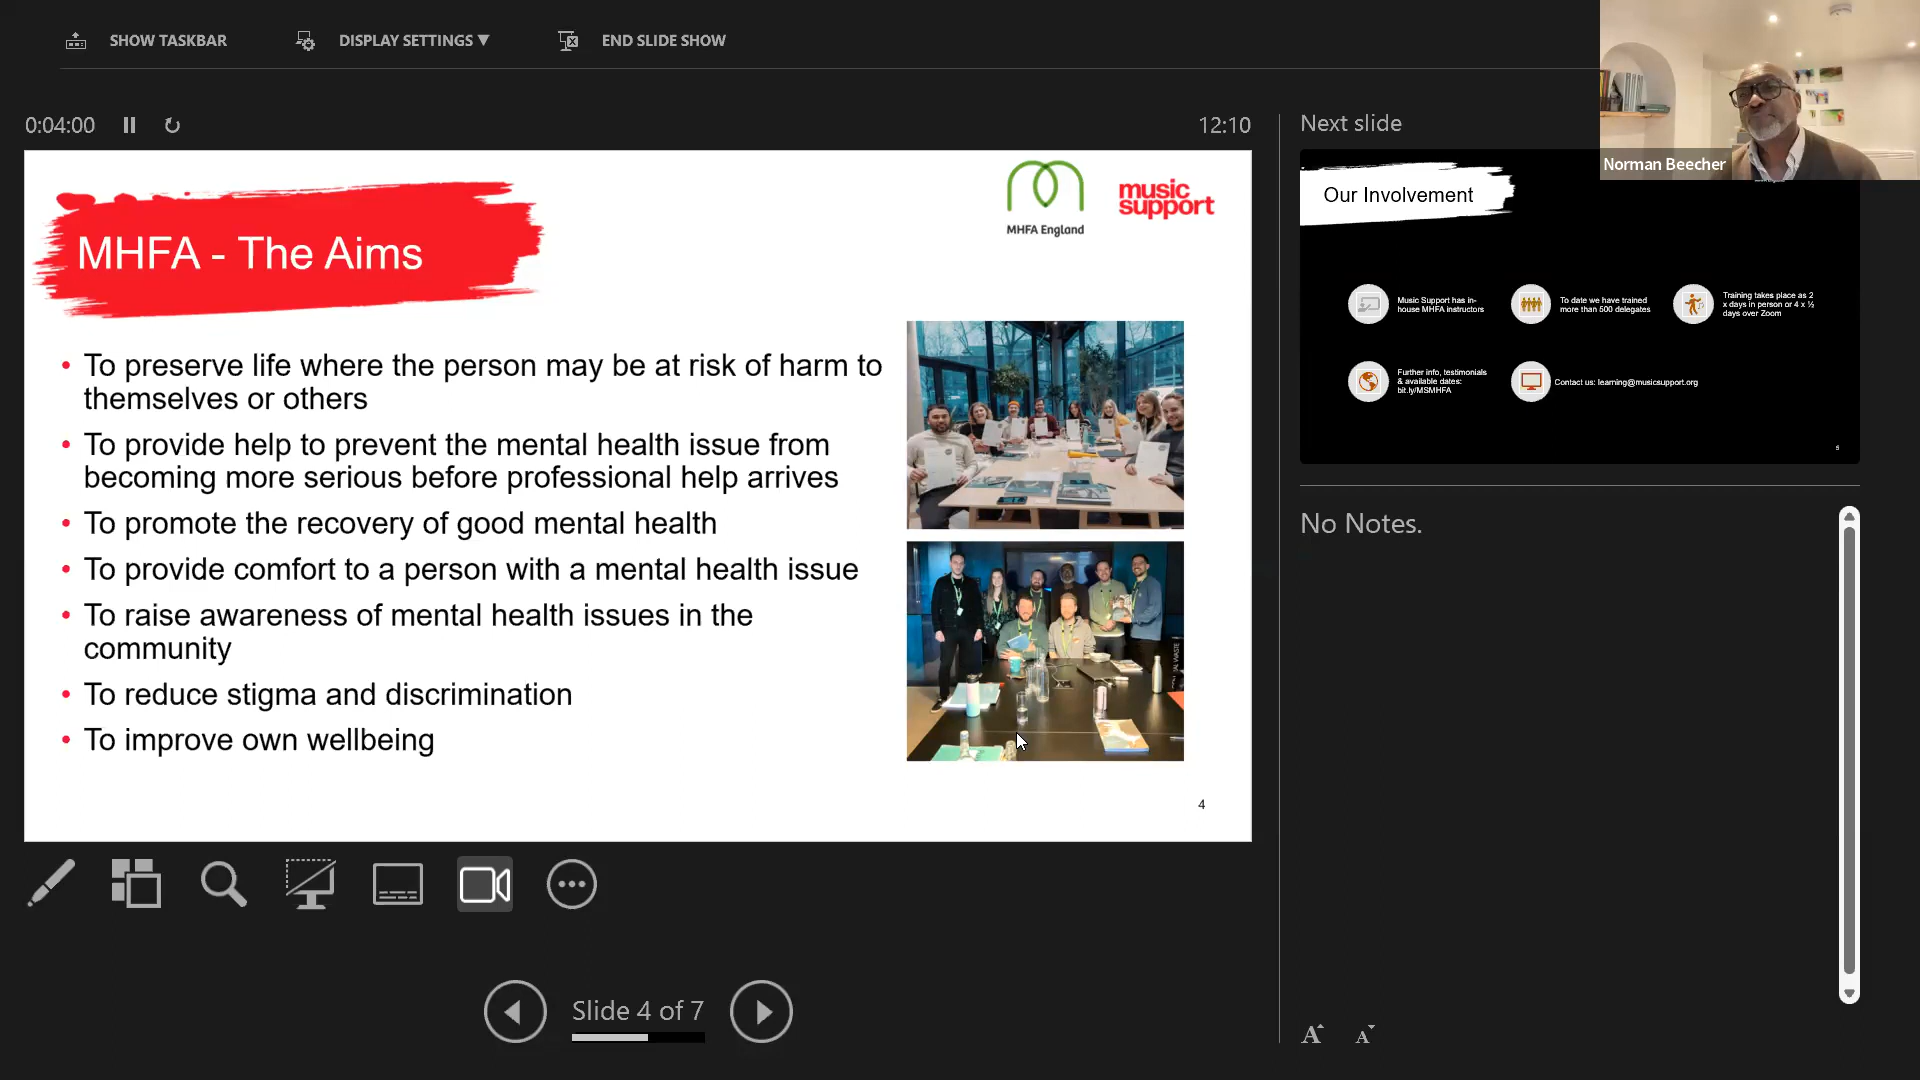 SHOW TASKBAR
DISPLAY SETTINGS ▼
END SLIDE SHOW
0:04:00
12:10
MHFA England
music
support
MHFA - The Aims
• To preserve life where the person may be at risk of harm to
themselves or others
• To provide help to prevent the mental health issue from
becoming more serious before professional help arrives
• To promote the recovery of good mental health
• To provide comfort to a person with a mental health issue
• To raise awareness of mental health issues in the
community
• To reduce stigma and discrimination
• To improve own wellbeing
4
Slide 4 of 7
Next slide
Norman Beecher
Our Involvement
Music Support has in-
house MHFA instructors
To date we have trained
more than 500 delegates
Training takes place as 2
x days in person or 4 x ½
days over Zoom
Further info, testimonials
& available dates:
bit.ly/MSMHFA
Contact us: learning@musicsupport.org
5
No Notes.
A A